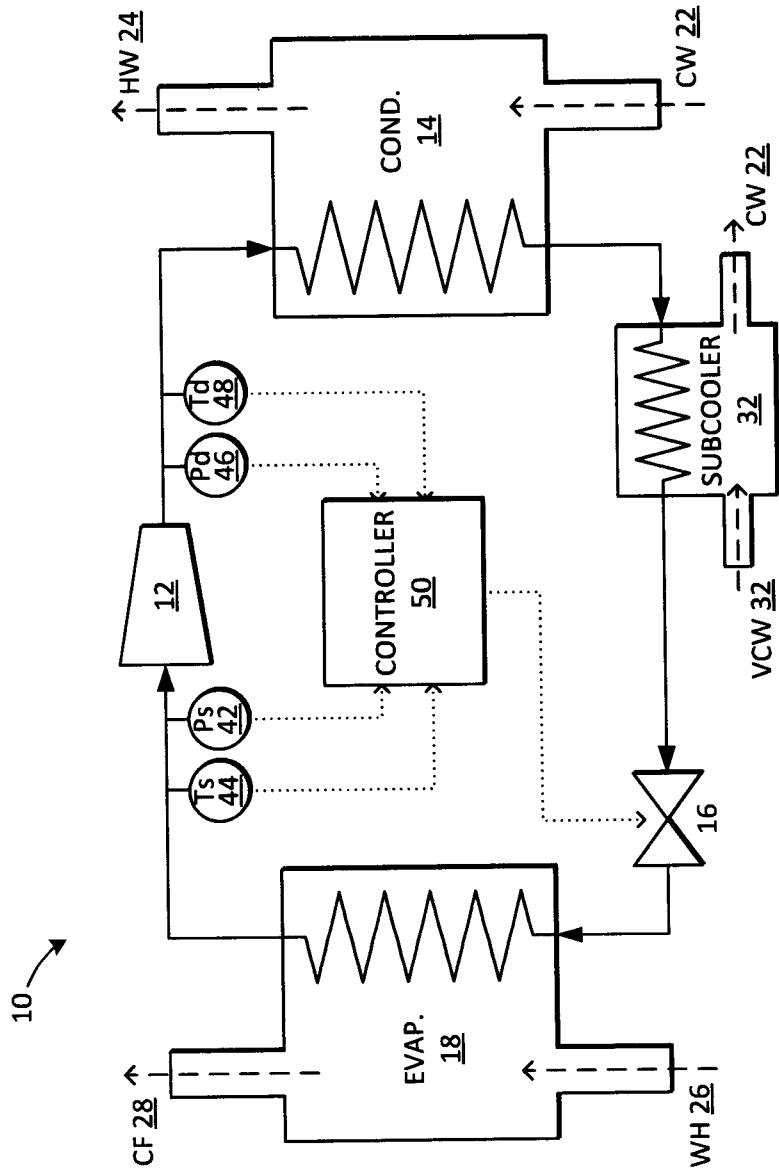 10
CF 28
HW 24
12
Ts
44
Ps
42
Pd
46
Td
48
EVAP.
18
CONTROLLER
50
COND.
14
WH 26
CW 22
16
SUBCOOLER
32
VCW 32
CW 22